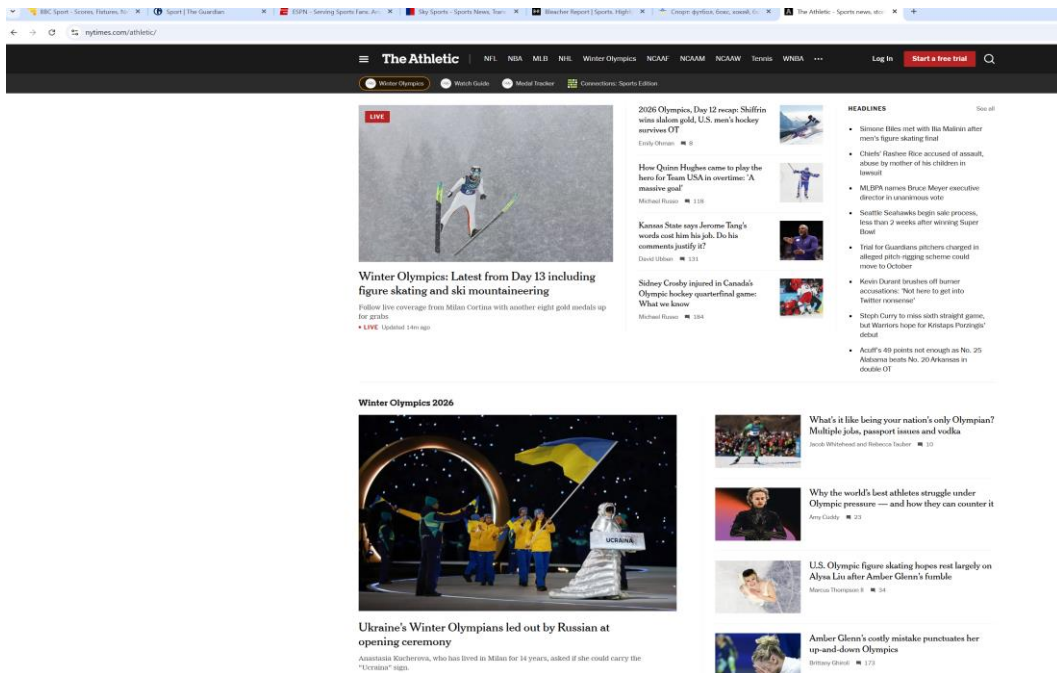 BBC Sport - Scores, Fixtures, Ne
Sport | The Guardian
ESPN - Serving Sports Fans. An
Sky Sports - Sports News, Tran
Bleacher Report | Sports. Highl
Спорт: футбол, бокс, хоккей, б
The Athletic - Sports news, stor
nytimes.com/athletic/
The Athletic
NFL NBA MLB NHL Winter Olympics NCAAF NCAAM NCAAW Tennis WNBA
Log In
Start a free trial
Winter Olympics
Watch Guide
Medal Tracker
Connections: Sports Edition
LIVE
Winter Olympics: Latest from Day 13 including
figure skating and ski mountaineering
Follow live coverage from Milan Cortina with another eight gold medals up
for grabs
LIVE Updated 14m ago
2026 Olympics, Day 12 recap: Shiffrin
wins slalom gold, U.S. men's hockey
survives OT
Emily Olsen 8
How Quinn Hughes came to play the
hero for Team USA in overtime: 'A
massive goal'
Michael Russo 118
Kansas State says Jerome Tang's
words cost him his job. Do his
comments justify it?
David Ubben 131
Sidney Crosby injured in Canada's
Olympic hockey quarterfinal game:
What we know
Michael Russo 184
HEADLINES
See all
Simone Biles met with Ilia Malinin after
men's figure skating final
Chiefs' Rashee Rice accused of assault,
abuse by mother of his children in
lawsuit
MLBPA names Bruce Meyer executive
director in unanimous vote
Seattle Seahawks begin sale process,
less than 2 weeks after winning Super
Bowl
Trial for Guardians pitchers charged in
alleged pitch-rigging scheme could
move to October
Kevin Durant brushes off burner
accusations: 'Not here to get into
Twitter nonsense'
Steph Curry to miss sixth straight game,
but Warriors hope for Kristaps Porzingis'
debut
Acuff's 49 points not enough as No. 25
Alabama beats No. 20 Arkansas in
double OT
Winter Olympics 2026
UCRAINA
Ukraine's Winter Olympians led out by Russian at
opening ceremony
Anastasia Kucherova, who has lived in Milan for 14 years, asked if she could carry the
"Ucraina" sign.
What's it like being your nation's only Olympian?
Multiple jobs, passport issues and vodka
Jacob Whitehead and Rebecca Tauber 10
Why the world's best athletes struggle under
Olympic pressure — and how they can counter it
Amy Cuddy 23
U.S. Olympic figure skating hopes rest largely on
Alysa Liu after Amber Glenn's fumble
Marcus Thompson II 34
Amber Glenn's costly mistake punctuates her
up-and-down Olympics
Brittany Ghiroli 173